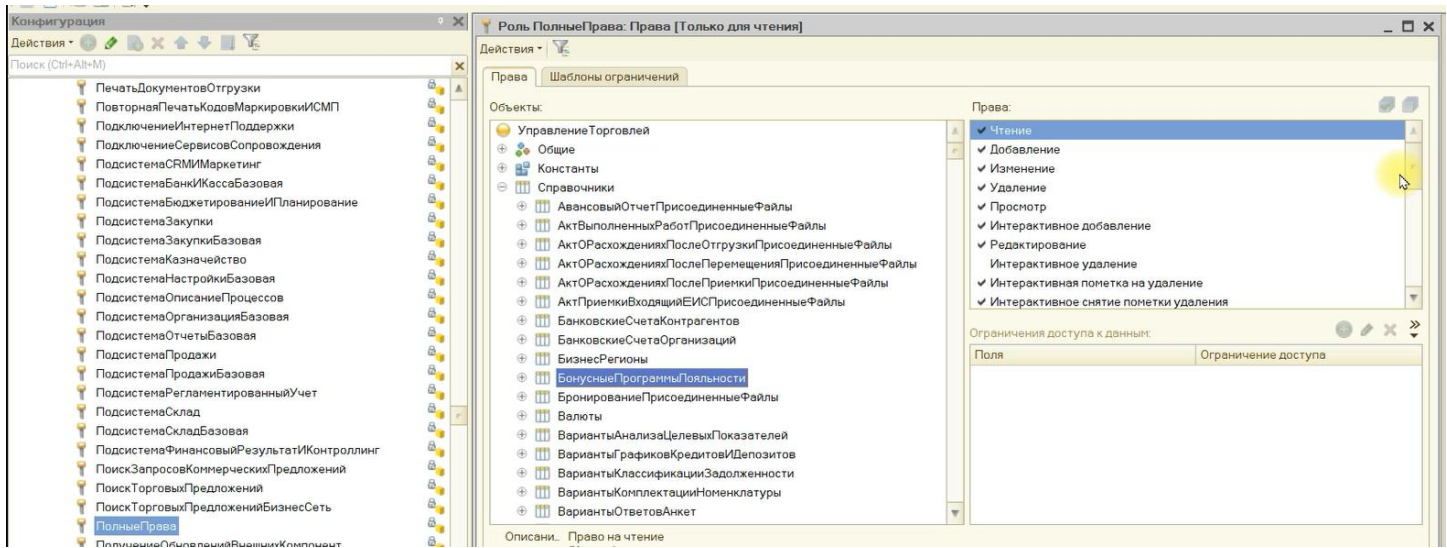 Конфигурация
Действия
Поиск (Ctrl+Alt+M)
ПечатьДокументовОтгрузки
ПовторнаяПечатьКодовМаркировкиИСМП
ПодключениеИнтернетПоддержки
ПодключениеСервисовСопровождения
ПодсистемаCRMИМаркетинг
ПодсистемаБанкИКассаБазовая
ПодсистемаБюджетированиеИПланирование
ПодсистемаЗакупки
ПодсистемаЗакупкиБазовая
ПодсистемаКазначейство
ПодсистемаНастройкиБазовая
ПодсистемаОписаниеПроцессов
ПодсистемаОрганизацияБазовая
ПодсистемаОтчетыБазовая
ПодсистемаПродажи
ПодсистемаПродажиБазовая
ПодсистемаРегламентированныйУчет
ПодсистемаСклад
ПодсистемаСкладБазовая
ПодсистемаФинансовыйРезультатИКонтроллинг
ПоискЗапросовКоммерческихПредложений
ПоискТорговыхПредложений
ПоискТорговыхПредложенийБизнесСеть
ПолныеПрава
ПолучениеОбновленийВнешнихКомпонент
Роль ПолныеПрава: Права [Только для чтения]
Действия
Права
Шаблоны ограничений
Объекты:
УправлениеТорговлей
Общие
Константы
Справочники
АвансовыйОтчетПрисоединенныеФайлы
АктВыполненныхРаботПрисоединенныеФайлы
АктОРасхожденияхПослеОтгрузкиПрисоединенныеФайлы
АктОРасхожденияхПослеПеремещенияПрисоединенныеФайлы
АктОРасхожденияхПослеПриемкиПрисоединенныеФайлы
АктПриемкиВходящийЕИСПрисоединенныеФайлы
БанковскиеСчетаКонтрагентов
БанковскиеСчетаОрганизаций
БизнесРегионы
БонусныеПрограммыЛояльности
БронированиеПрисоединенныеФайлы
Валюты
ВариантыАнализаЦелевыхПоказателей
ВариантыГрафиковКредитовИДепозитов
ВариантыКлассификацииЗадолженности
ВариантыКомплектацииНоменклатуры
ВариантыОтветовАнкет
Описани... Право на чтение
Права:
Чтение
Добавление
Изменение
Удаление
Просмотр
Интерактивное добавление
Редактирование
Интерактивное удаление
Интерактивная пометка на удаление
Интерактивное снятие пометки удаления
Ограничения доступа к данным:
Поля
Ограничение доступа